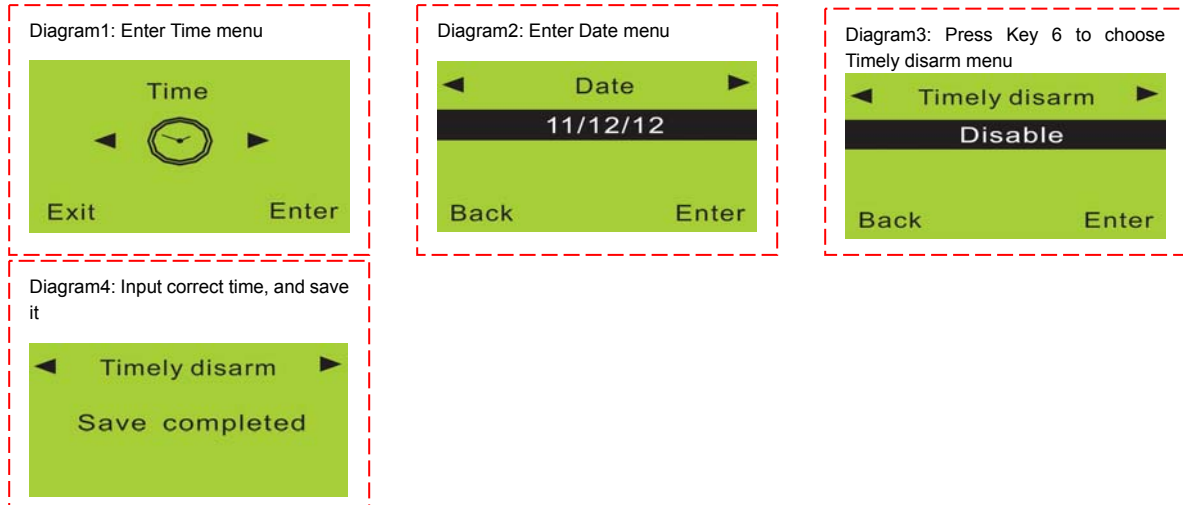 Diagram1: Enter Time menu
Time
Exit Enter
Diagram2: Enter Date menu
Date
11/12/12
Back Enter
Diagram3: Press Key 6 to choose
Timely disarm menu
Timely disarm
Disable
Back Enter
Diagram4: Input correct time, and save
it
Timely disarm
Save completed